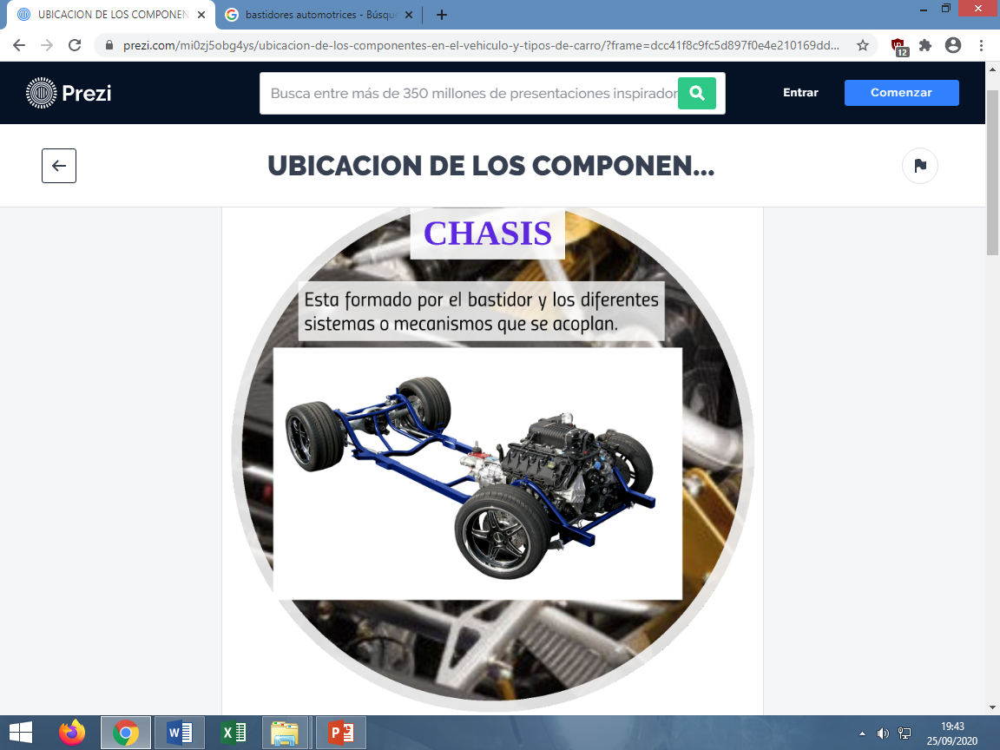 UBICACION DE LOS COMPONEN
bastidores automotrices - Búsqu
prezi.com/mi0zj5obg4ys/ubicacion-de-los-componentes-en-el-vehiculo-y-tipos-de-carro/?frame=dcc41f8c9fc5d897f0e4e210169dd...
12
Prezi
Busca entre más de 350 millones de presentaciones inspirador
Entrar
Comenzar
UBICACION DE LOS COMPONEN...
CHASIS
Esta formado por el bastidor y los diferentes
sistemas o mecanismos que se acoplan.
19:43
25/09/2020